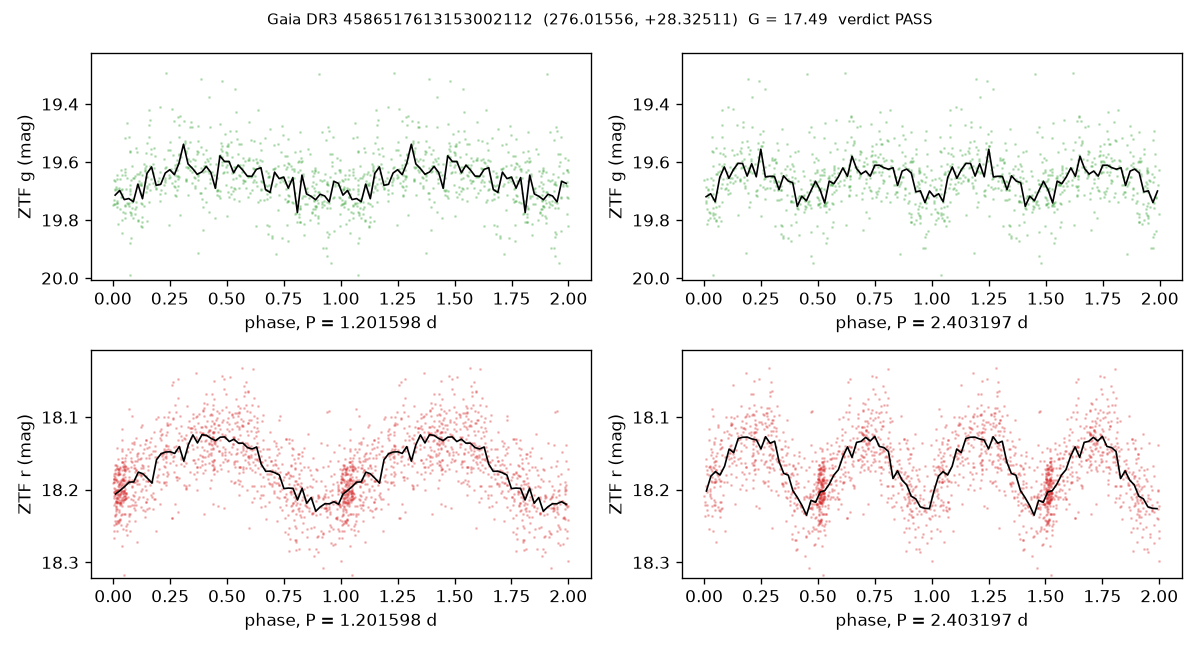 Gaia DR3 4586517613153002112 (276.01556, +28.32511) G = 17.49 verdict PASS
ZTF g (mag)
19.4
19.6
19.8
20.0
0.00 0.25 0.50 0.75 1.00 1.25 1.50 1.75 2.00
phase, P = 1.201598 d
ZTF g (mag)
19.4
19.6
19.8
20.0
0.00 0.25 0.50 0.75 1.00 1.25 1.50 1.75 2.00
phase, P = 2.403197 d
ZTF r (mag)
18.1
18.2
18.3
0.00 0.25 0.50 0.75 1.00 1.25 1.50 1.75 2.00
phase, P = 1.201598 d
ZTF r (mag)
18.1
18.2
18.3
0.00 0.25 0.50 0.75 1.00 1.25 1.50 1.75 2.00
phase, P = 2.403197 d